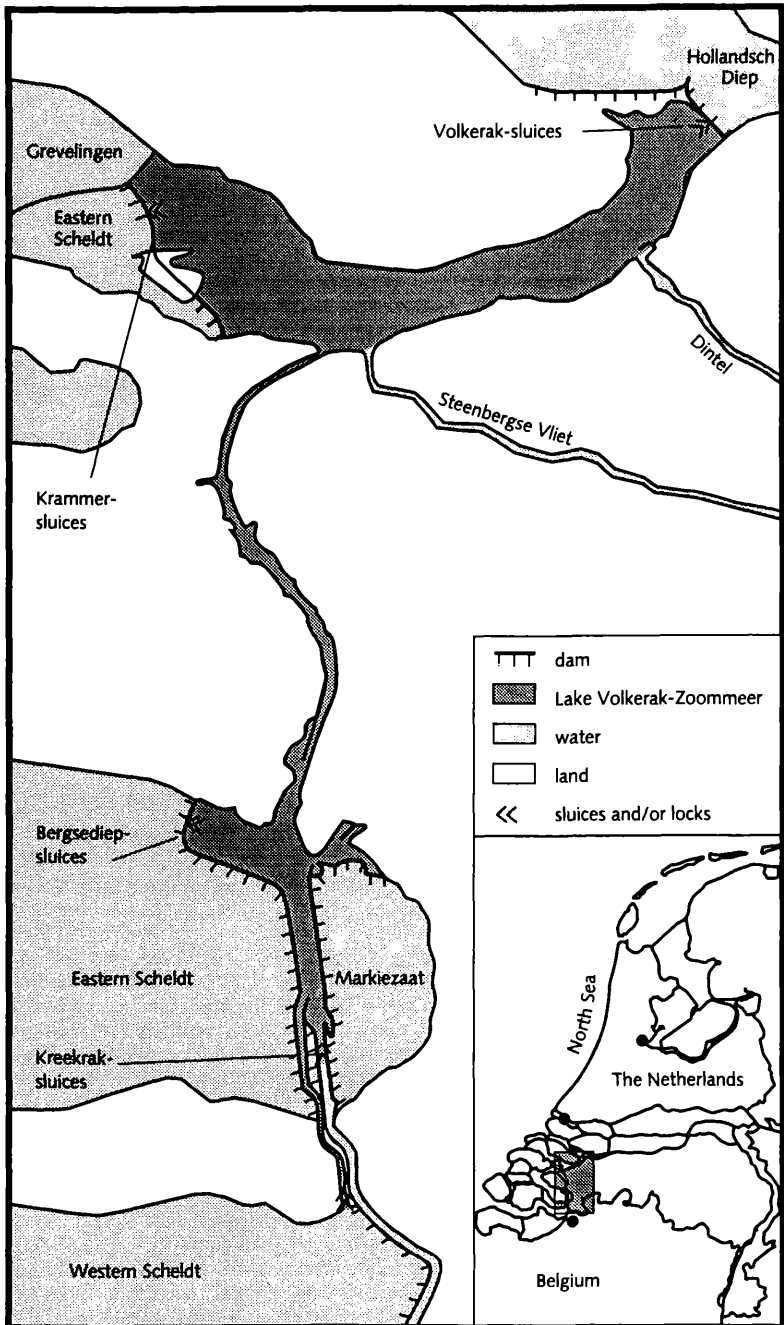 Hollandsch
Diep
Volkerak-sluices
Grevelingen
Eastern
Scheldt
Dintel
Steenbergse Vliet
Krammer-
sluices
dam
Lake Volkerak-Zoommeer
water
land
sluices and/or locks
Bergsediep-
sluices
Eastern Scheldt
Markiezaat
Kreekrak-
sluices
Western Scheldt
North Sea
The Netherlands
Belgium